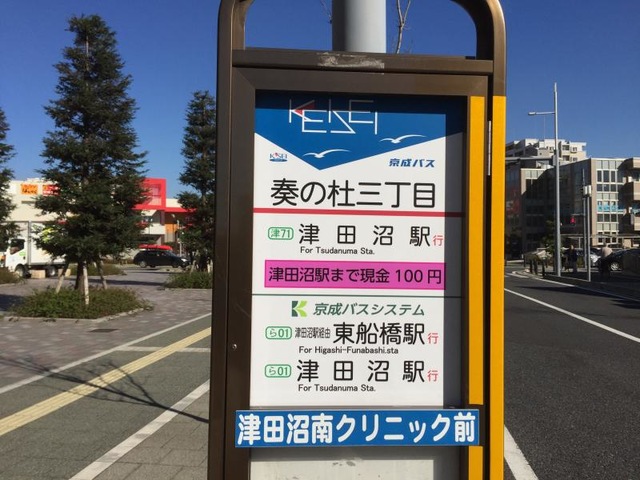 KEISEI
KEISEI 京成バス
奏の杜三丁目
津71 津田沼駅行
For Tsudanuma Sta.
津田沼駅まで現金100円
京成バスシステム
ら01 津田沼駅経由 東船橋駅行
For Higashi-Funabashi.sta
ら01 津田沼駅行
For Tsudanuma Sta.
津田沼南クリニック前